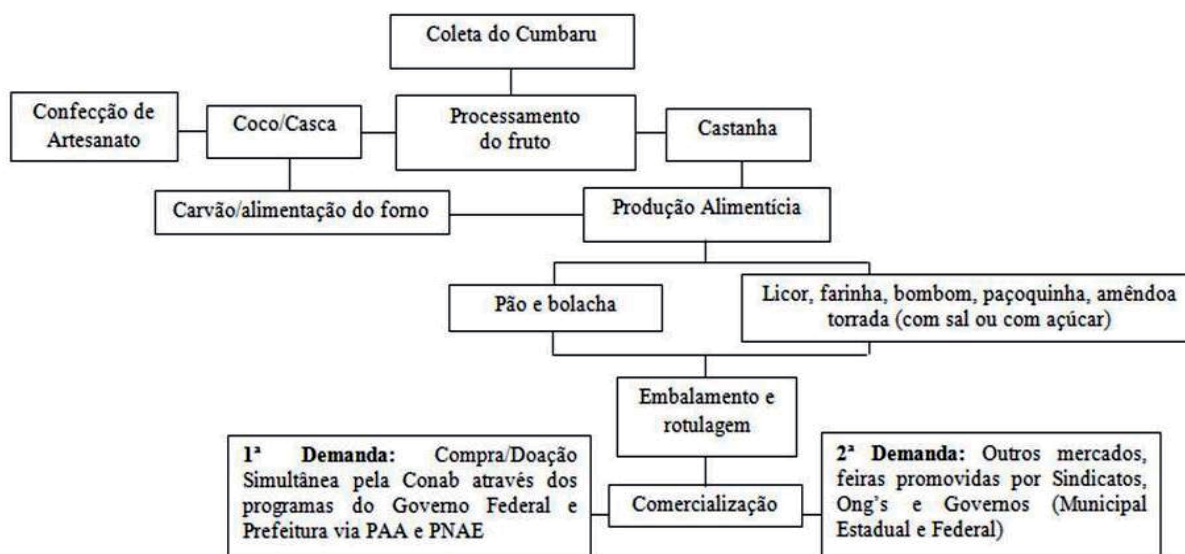 Coleta do Cumbaru
Confecção de
Artesanato
Coco/Casca
Processamento
do fruto
Castanha
Carvão/alimentação do forno
Produção Alimentícia
Pão e bolacha
Licor, farinha, bombom, paçoquinha, amêndoa
torrada (com sal ou com açúcar)
Embalamento e
rotulagem
1ª Demanda: Compra/Doação
Simultânea pela Conab através dos
programas do Governo Federal e
Prefeitura via PAA e PNAE
Comercialização
2ª Demanda: Outros mercados,
feiras promovidas por Sindicatos,
Ong's e Governos (Municipal
Estadual e Federal)